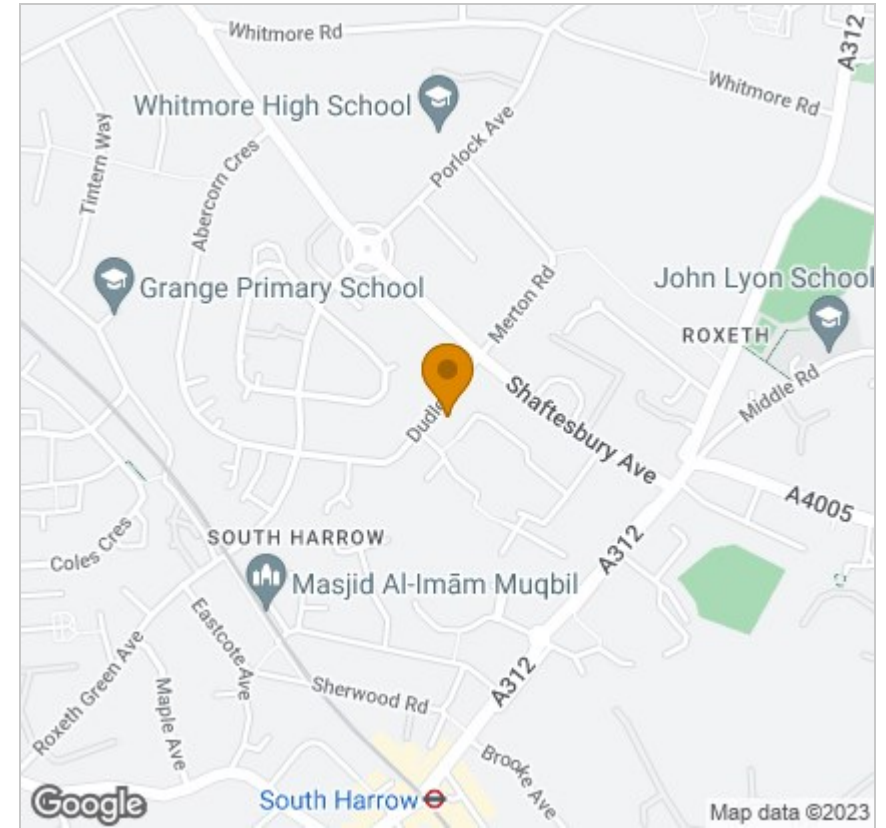 Whitmore Rd
A312
Whitmore High School
Whitmore Rd
Tintern Way
Abercorn Cres
Porlock Ave
Grange Primary School
Merton Rd
John Lyon School
ROXETH
Middle Rd
Dudle
Shaftesbury Ave
A4005
A312
Coles Cres
SOUTH HARROW
Masjid Al-Imām Muqbil
Roxeth Green Ave
Eastcote Ave
Maple Ave
Sherwood Rd
A312
Brooke Ave
South Harrow
Google
Map data ©2023